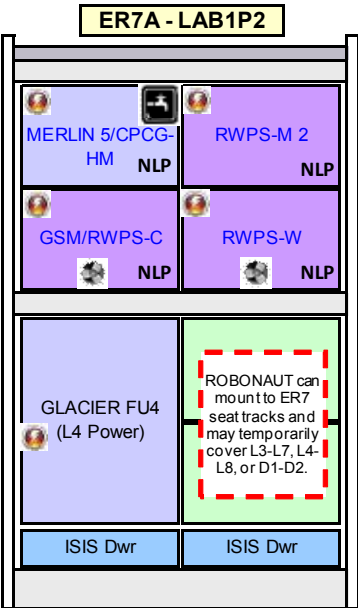 ER7A - LAB1P2
MERLIN 5/CPCG-
HM NLP
RWPS-M 2
NLP
GSM/RWPS-C
NLP
RWPS-W
NLP
GLACIER FU4
(L4 Power)
ROBONAUT can
mount to ER7
seat tracks and
may temporarily
cover L3-L7, L4-
L8, or D1-D2.
ISIS Dwr
ISIS Dwr